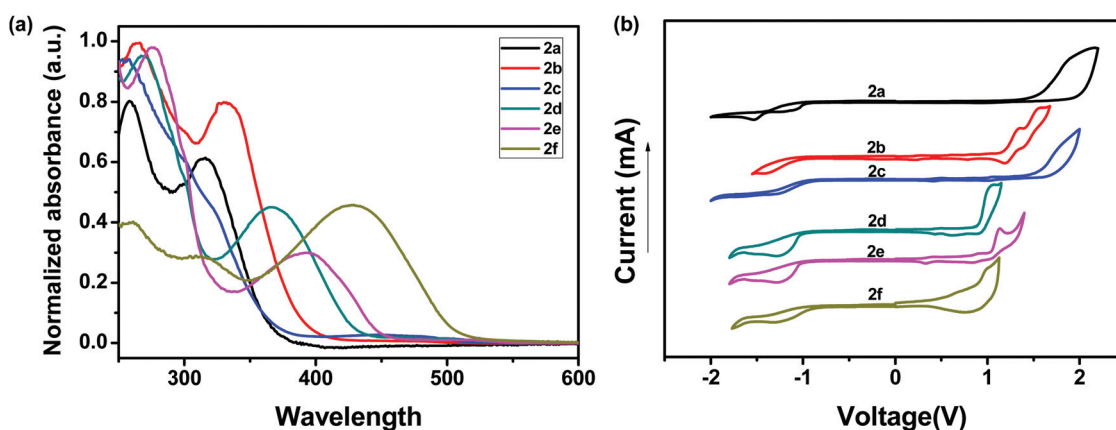 (a)
Normalized absorbance (a.u.)
1.0
0.8
0.6
0.4
0.2
0.0
2a
2b
2c
2d
2e
2f
300
400
500
600
Wavelength
(b)
Current (mA)
2a
2b
2c
2d
2e
2f
-2
-1
0
1
2
Voltage(V)